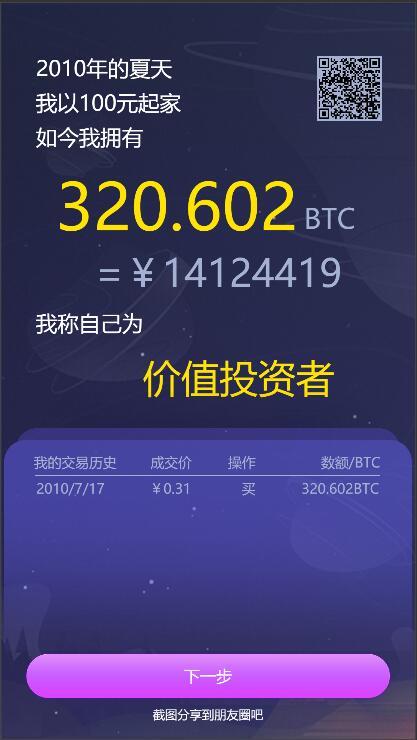 2010年的夏天
我以100元起家
如今我拥有
320.602 BTC
=￥14124419
我称自己为
价值投资者
我的交易历史 成交价 操作 数额/BTC
2010/7/17 ￥0.31 买 320.602BTC
下一步
截图分享到朋友圈吧